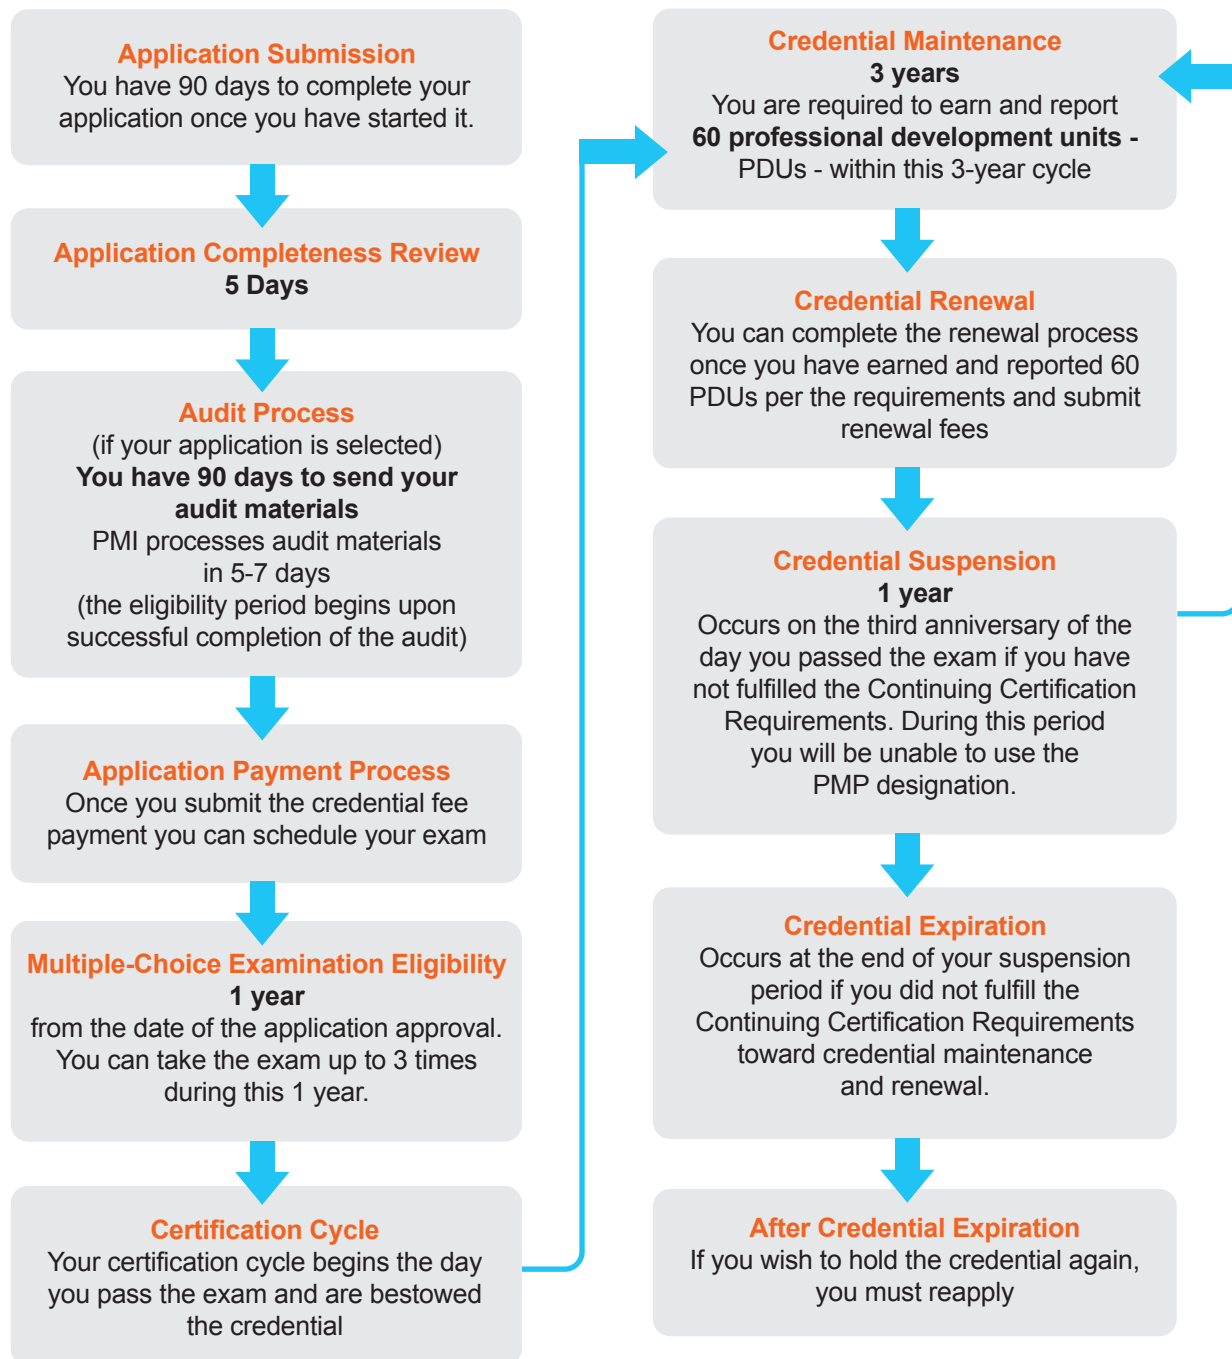 Application Submission
You have 90 days to complete your
application once you have started it.
Application Completeness Review
5 Days
Audit Process
(if your application is selected)
You have 90 days to send your
audit materials
PMI processes audit materials
in 5-7 days
(the eligibility period begins upon
successful completion of the audit)
Application Payment Process
Once you submit the credential fee
payment you can schedule your exam
Multiple-Choice Examination Eligibility
1 year
from the date of the application approval.
You can take the exam up to 3 times
during this 1 year.
Certification Cycle
Your certification cycle begins the day
you pass the exam and are bestowed
the credential
Credential Maintenance
3 years
You are required to earn and report
60 professional development units -
PDUs - within this 3-year cycle
Credential Renewal
You can complete the renewal process
once you have earned and reported 60
PDUs per the requirements and submit
renewal fees
Credential Suspension
1 year
Occurs on the third anniversary of the
day you passed the exam if you have
not fulfilled the Continuing Certification
Requirements. During this period
you will be unable to use the
PMP designation.
Credential Expiration
Occurs at the end of your suspension
period if you did not fulfill the
Continuing Certification Requirements
toward credential maintenance
and renewal.
After Credential Expiration
If you wish to hold the credential again,
you must reapply